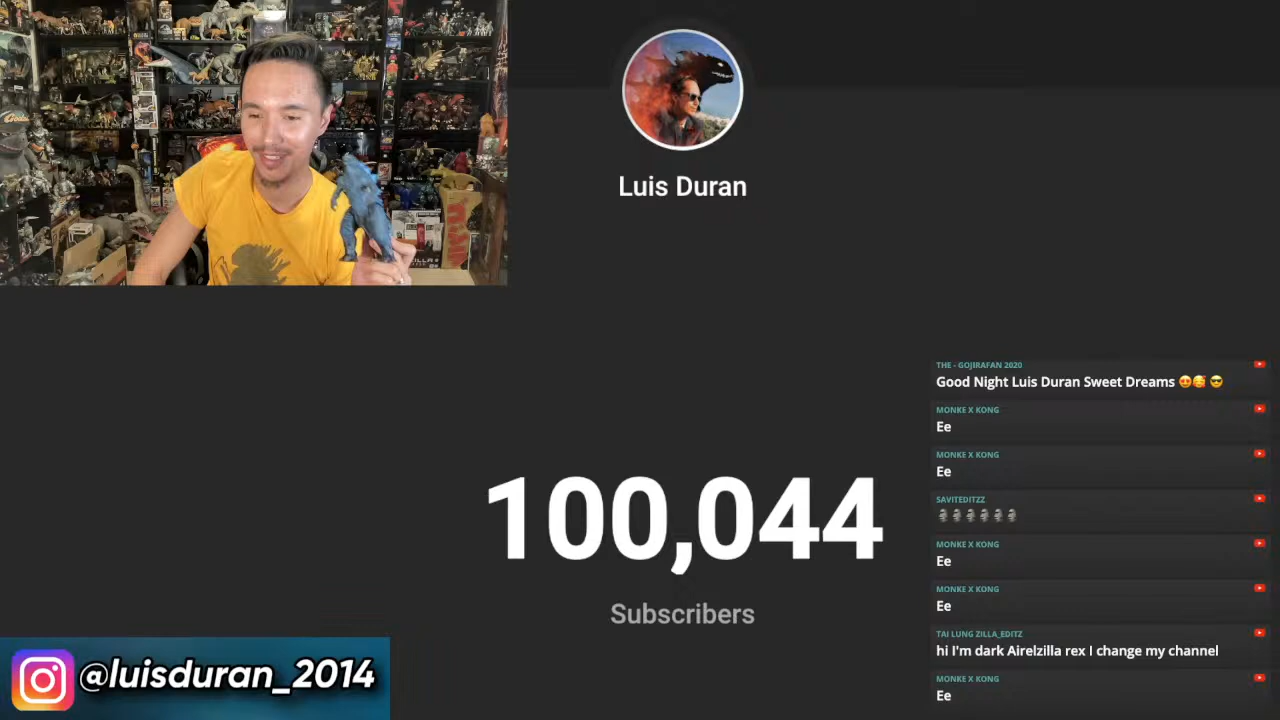 Luis Duran
100,044
Subscribers
THE - GOJIRAFAN 2020
Good Night Luis Duran Sweet Dreams 😍🥰 😎
MONKE X KONG
Ee
MONKE X KONG
Ee
SAVITEDITZZ
🗿🗿🗿🗿🗿🗿
MONKE X KONG
Ee
MONKE X KONG
Ee
TAI LUNG ZILLA_EDITZ
hi I'm dark Airelzilla rex I change my channel
MONKE X KONG
Ee
@luisduran_2014